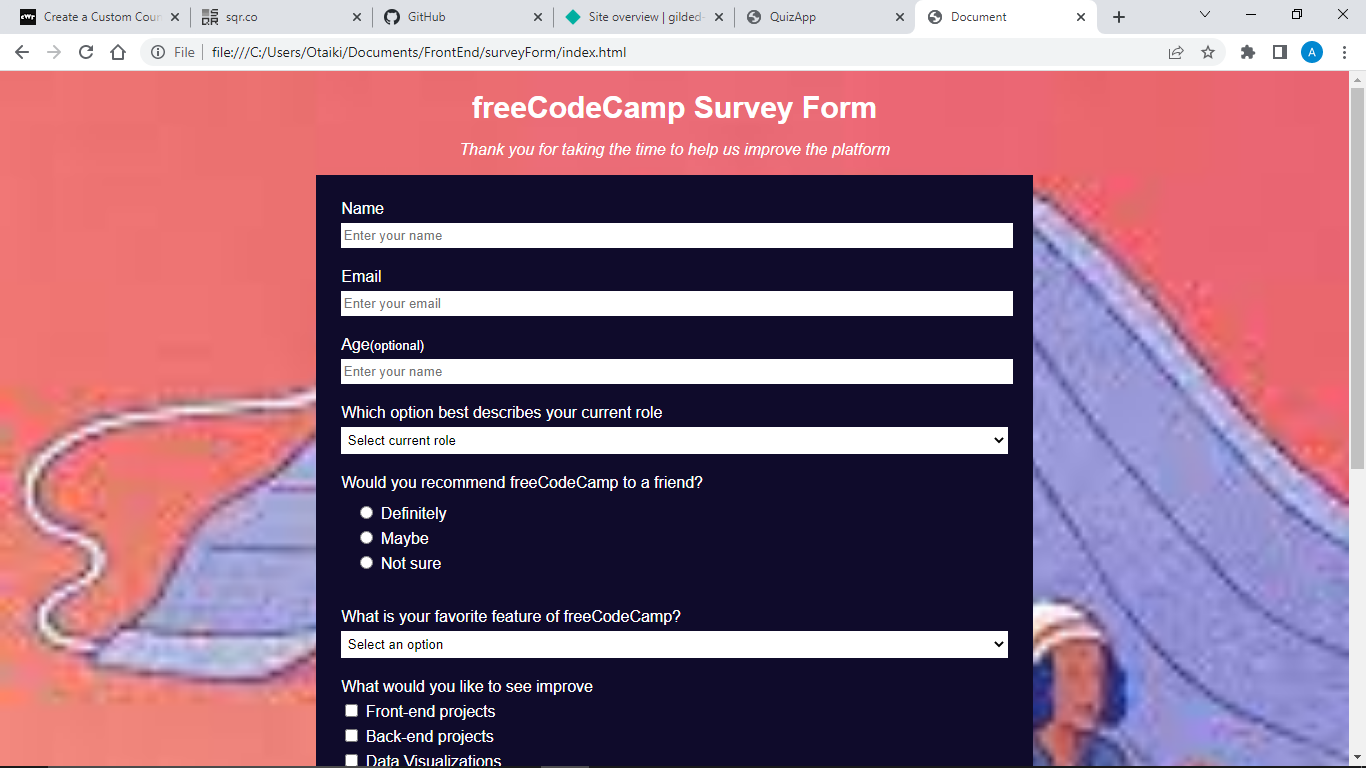 Create a Custom Coun
sqr.co
GitHub
Site overview | gilded-
QuizApp
Document
File
file:///C:/Users/Otaiki/Documents/FrontEnd/surveyForm/index.html
A
freeCodeCamp Survey Form
Thank you for taking the time to help us improve the platform
Name
Enter your name
Email
Enter your email
Age(optional)
Enter your name
Which option best describes your current role
Select current role
Would you recommend freeCodeCamp to a friend?
Definitely
Maybe
Not sure
What is your favorite feature of freeCodeCamp?
Select an option
What would you like to see improve
Front-end projects
Back-end projects
Data Visualizations